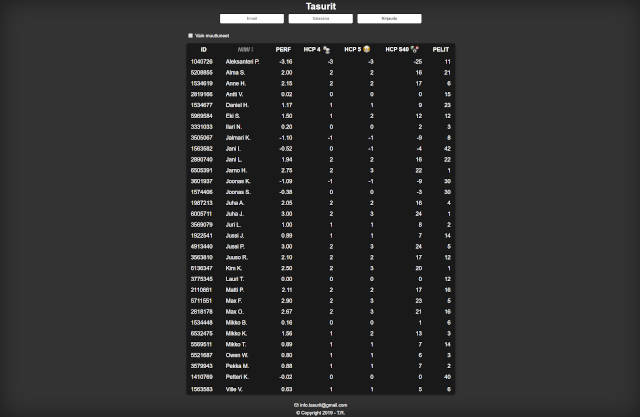 Tasurit
Email
Salasana
Kirjaudu
Vain muuttuneet
ID NIMI PERF HCP 4 HCP 5 HCP $40 PELIT
1040726 Aleksanteri P. -3.16 -3 -3 -25 11
5208855 Alma S. 2.00 2 2 16 21
1534619 Anne H. 2.15 2 2 17 6
2819166 Antti V. 0.02 0 0 0 15
1534677 Daniel H. 1.17 1 1 9 23
5969584 Eki S. 1.50 1 2 12 12
3331033 Ilari N. 0.20 0 0 2 3
3505067 Jalmari K. -1.10 -1 -1 -9 8
1563582 Jani I. -0.52 0 -1 -4 42
2890740 Jani L. 1.94 2 2 16 22
6505391 Jarno H. 2.75 2 3 22 1
3601937 Joonas K. -1.09 -1 -1 -9 30
1574406 Joonas S. -0.38 0 0 -3 30
1987213 Juha A. 2.05 2 2 16 4
6005711 Juha J. 3.00 2 3 24 1
3569079 Juri L. 1.00 1 1 8 2
1922541 Jussi J. 0.89 1 1 7 14
4913440 Jussi P. 3.00 2 3 24 5
3563810 Juuso R. 2.10 2 2 17 12
6136347 Kim K. 2.50 2 3 20 1
3775345 Lauri T. 0.00 0 0 0 12
2110661 Matti P. 2.11 2 2 17 16
5711551 Max F. 2.90 2 3 23 5
2818178 Max O. 2.67 2 3 21 16
1534448 Mikko B. 0.16 0 0 1 6
6532475 Mikko K. 1.56 1 2 13 3
5569511 Mikko T. 0.89 1 1 7 14
5521687 Owen W. 0.80 1 1 6 3
3579943 Pekka M. 0.88 1 1 7 2
1410769 Petteri K. -0.02 0 0 0 40
1563583 Ville V. 0.63 1 1 5 6
info.tasurit@gmail.com
© Copyright 2019 - T.R.